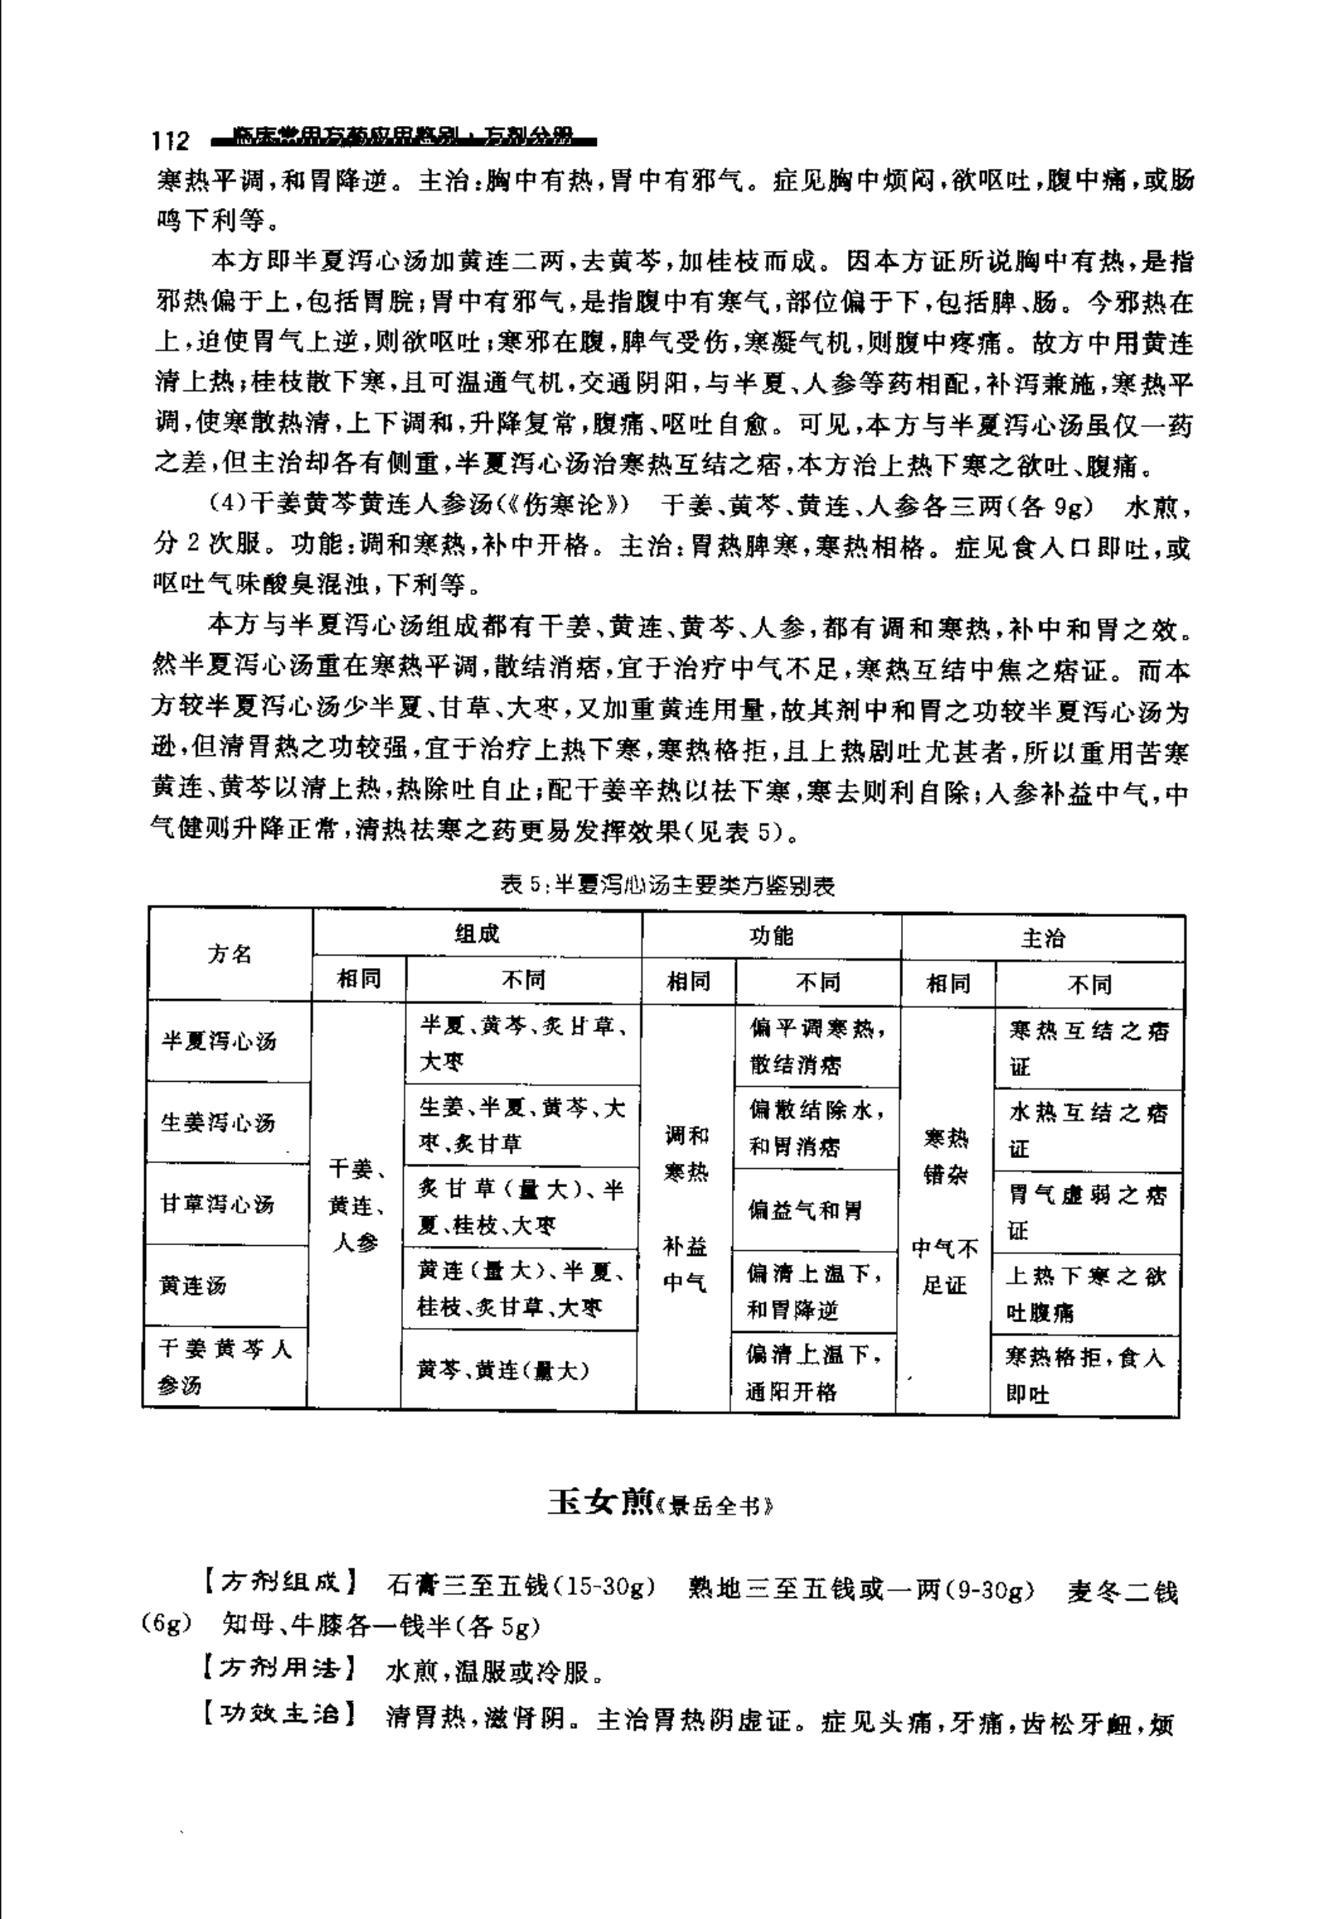 112 临床常用方药应用鉴别·方剂分册
寒热平调,和胃降逆。主治:胸中有热,胃中有邪气。症见胸中烦闷,欲呕吐,腹中痛,或肠
鸣下利等。
本方即半夏泻心汤加黄连二两,去黄芩,加桂枝而成。因本方证所说胸中有热,是指
邪热偏于上,包括胃脘;胃中有邪气,是指腹中有寒气,部位偏于下,包括脾、肠。今邪热在
上,迫使胃气上逆,则欲呕吐;寒邪在腹,脾气受伤,寒凝气机,则腹中疼痛。故方中用黄连
清上热;桂枝散下寒,且可温通气机,交通阴阳,与半夏、人参等药相配,补泻兼施,寒热平
调,使寒散热清,上下调和,升降复常,腹痛、呕吐自愈。可见,本方与半夏泻心汤虽仅一药
之差,但主治却各有侧重,半夏泻心汤治寒热互结之痞,本方治上热下寒之欲吐、腹痛。
(4)干姜黄芩黄连人参汤(《伤寒论》) 干姜、黄芩、黄连、人参各三两(各9g) 水煎,
分2次服。功能:调和寒热,补中开格。主治:胃热脾寒,寒热相格。症见食入口即吐,或
呕吐气味酸臭混浊,下利等。
本方与半夏泻心汤组成都有干姜、黄连、黄芩、人参,都有调和寒热,补中和胃之效。
然半夏泻心汤重在寒热平调,散结消痞,宜于治疗中气不足,寒热互结中焦之痞证。而本
方较半夏泻心汤少半夏、甘草、大枣,又加重黄连用量,故其剂中和胃之功较半夏泻心汤为
逊,但清胃热之功较强,宜于治疗上热下寒,寒热格拒,且上热剧吐尤甚者,所以重用苦寒
黄连、黄芩以清上热,热除吐自止;配干姜辛热以祛下寒,寒去则利自除;人参补益中气,中
气健则升降正常,清热祛寒之药更易发挥效果(见表5)。
表5:半夏泻心汤主要类方鉴别表
方名 组成 功能 主治
相同 不同 相同 不同 相同 不同
半夏泻心汤
干姜、
黄连、
人参
半夏、黄芩、炙甘草、
大枣
调和
寒热
补益
中气
偏平调寒热,
散结消痞
寒热
错杂
中气不
足证
寒热互结之痞
证
生姜泻心汤
生姜、半夏、黄芩、大
枣、炙甘草
偏散结除水,
和胃消痞
水热互结之痞
证
甘草泻心汤
炙甘草(量大)、半
夏、桂枝、大枣
偏益气和胃
胃气虚弱之痞
证
黄连汤
黄连(量大)、半夏、
桂枝、炙甘草、大枣
偏清上温下,
和胃降逆
上热下寒之欲
吐腹痛
干姜黄芩人
参汤
黄芩、黄连(量大)
偏清上温下,
通阳开格
寒热格拒,食入
即吐
玉女煎《景岳全书》
【方剂组成】 石膏三至五钱(15-30g) 熟地三至五钱或一两(9-30g) 麦冬二钱
(6g) 知母、牛膝各一钱半(各5g)
【方剂用法】 水煎,温服或冷服。
【功效主治】 清胃热,滋肾阴。主治胃热阴虚证。症见头痛,牙痛,齿松牙衄,烦